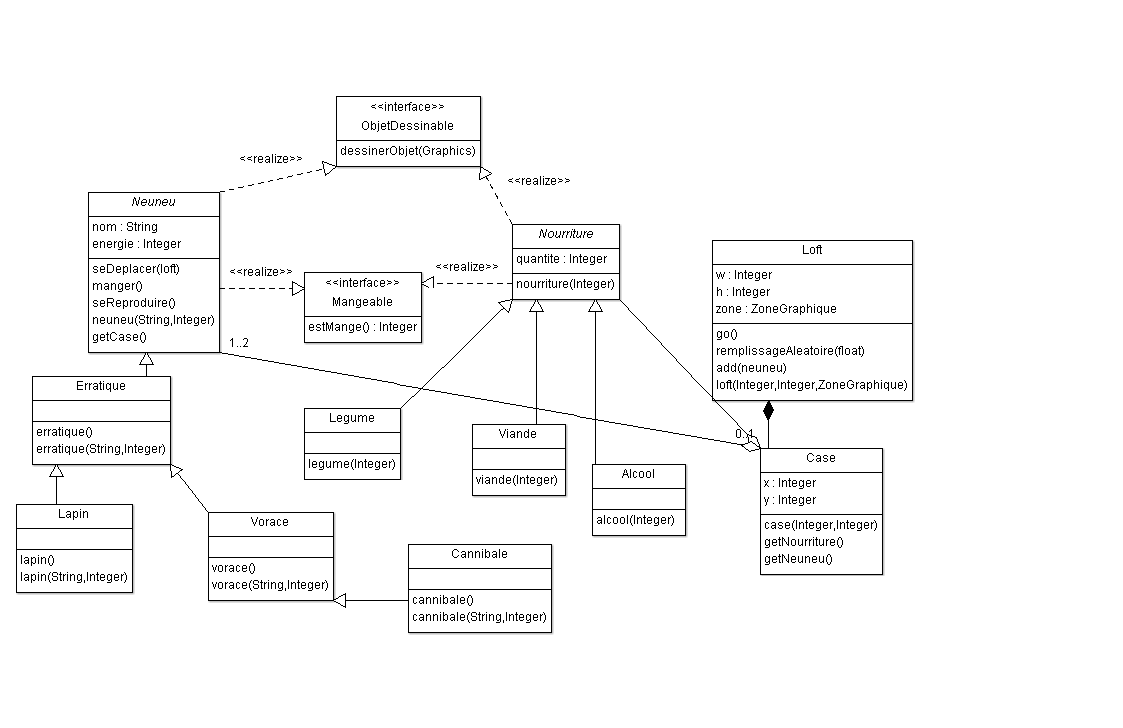 <<interface>>
ObjetDessinable
dessinerObjet(Graphics)
<<realize>>
<<realize>>
Neuneu
nom : String
energie : Integer
seDeplacer(loft)
manger()
seReproduire()
neuneu(String,Integer)
getCase()
<<realize>>
<<realize>>
<<interface>>
Mangeable
estMange() : Integer
Nourriture
quantite : Integer
nourriture(Integer)
Loft
w : Integer
h : Integer
zone : ZoneGraphique
go()
remplissageAleatoire(float)
add(neuneu)
loft(Integer,Integer,ZoneGraphique)
1..2
0..1
Erratique
erratique()
erratique(String,Integer)
Legume
legume(Integer)
Viande
viande(Integer)
Alcool
alcool(Integer)
Case
x : Integer
y : Integer
case(Integer,Integer)
getNourriture()
getNeuneu()
Lapin
lapin()
lapin(String,Integer)
Vorace
vorace()
vorace(String,Integer)
Cannibale
cannibale()
cannibale(String,Integer)